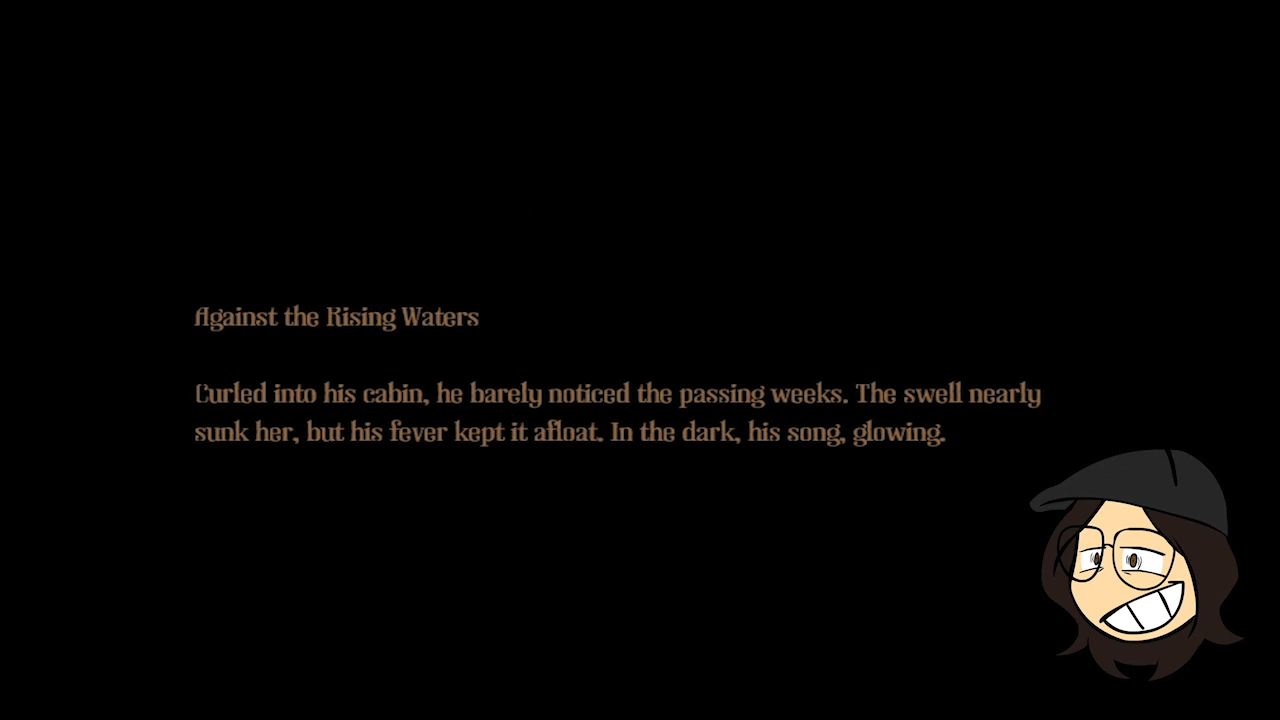 Against the Rising Waters
Curled into his cabin, he barely noticed the passing weeks. The swell nearly
sunk her, but his fever kept it afloat. In the dark, his song, glowing.